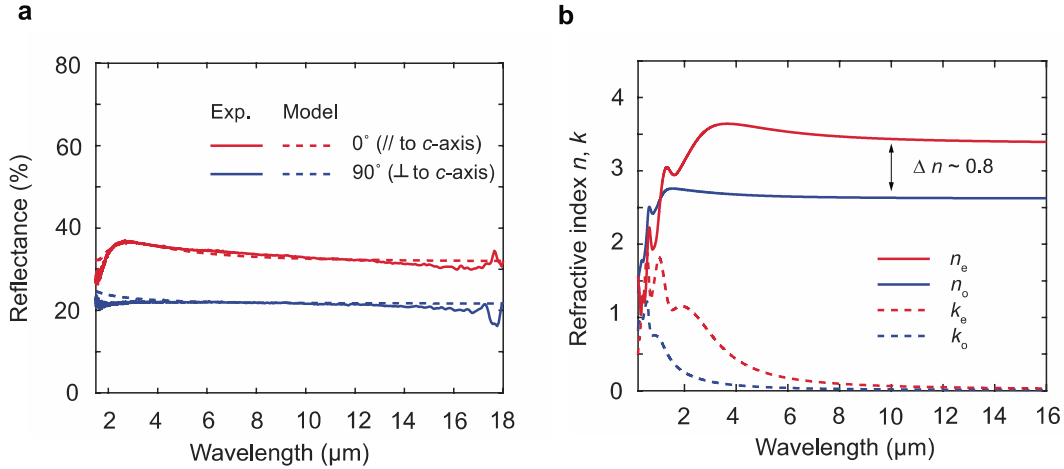 a
Reflectance (%)
80
60
40
20
0
Exp. Model
0° (// to c-axis)
90° (⊥ to c-axis)
2 4 6 8 10 12 14 16 18
Wavelength (µm)
b
Refractive index n, k
4
3
2
1
0
Δ n ~ 0.8
nₑ
nₒ
kₑ
kₒ
2 4 6 8 10 12 14 16
Wavelength (µm)